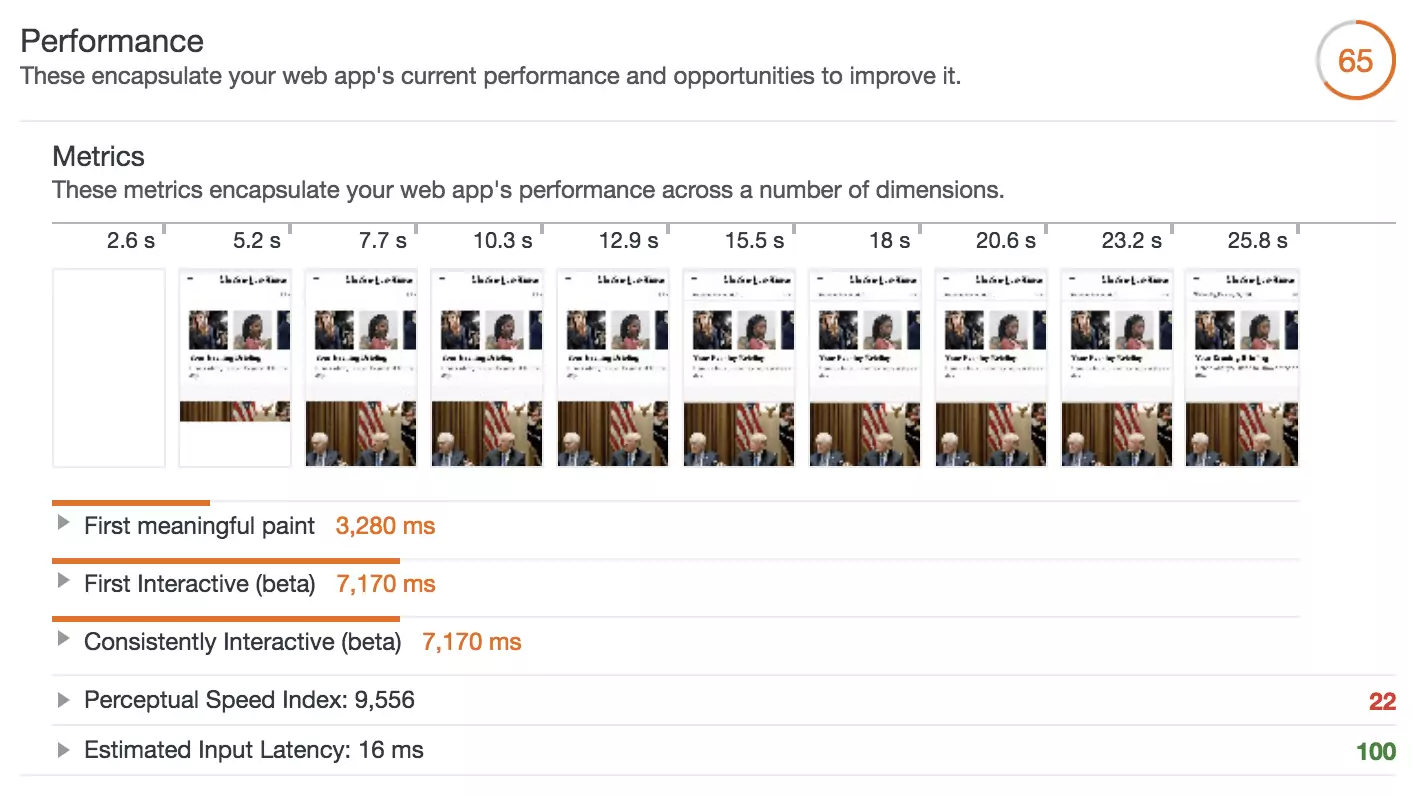 Performance
65
These encapsulate your web app's current performance and opportunities to improve it.
Metrics
These metrics encapsulate your web app's performance across a number of dimensions.
2.6 s 5.2 s 7.7 s 10.3 s 12.9 s 15.5 s 18 s 20.6 s 23.2 s 25.8 s
First meaningful paint 3,280 ms
First Interactive (beta) 7,170 ms
Consistently Interactive (beta) 7,170 ms
Perceptual Speed Index: 9,556 22
Estimated Input Latency: 16 ms 100